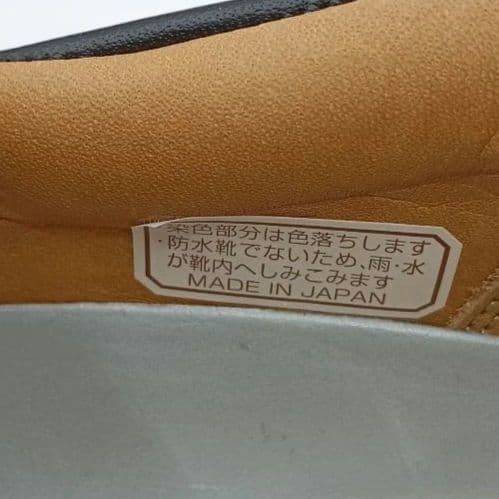 染色部分は色落ちします
防水靴でないため、雨・水
が靴内へしみこみます
MADE IN JAPAN